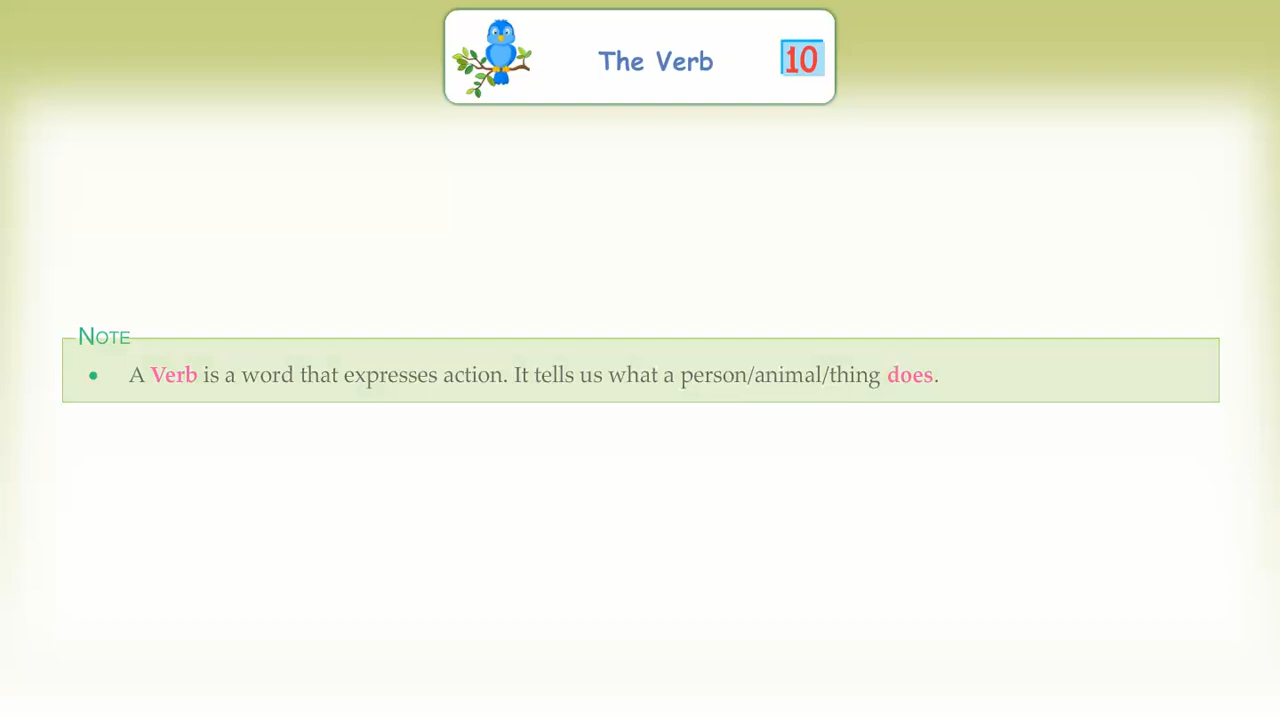 The Verb 10
NOTE
• A Verb is a word that expresses action. It tells us what a person/animal/thing does.